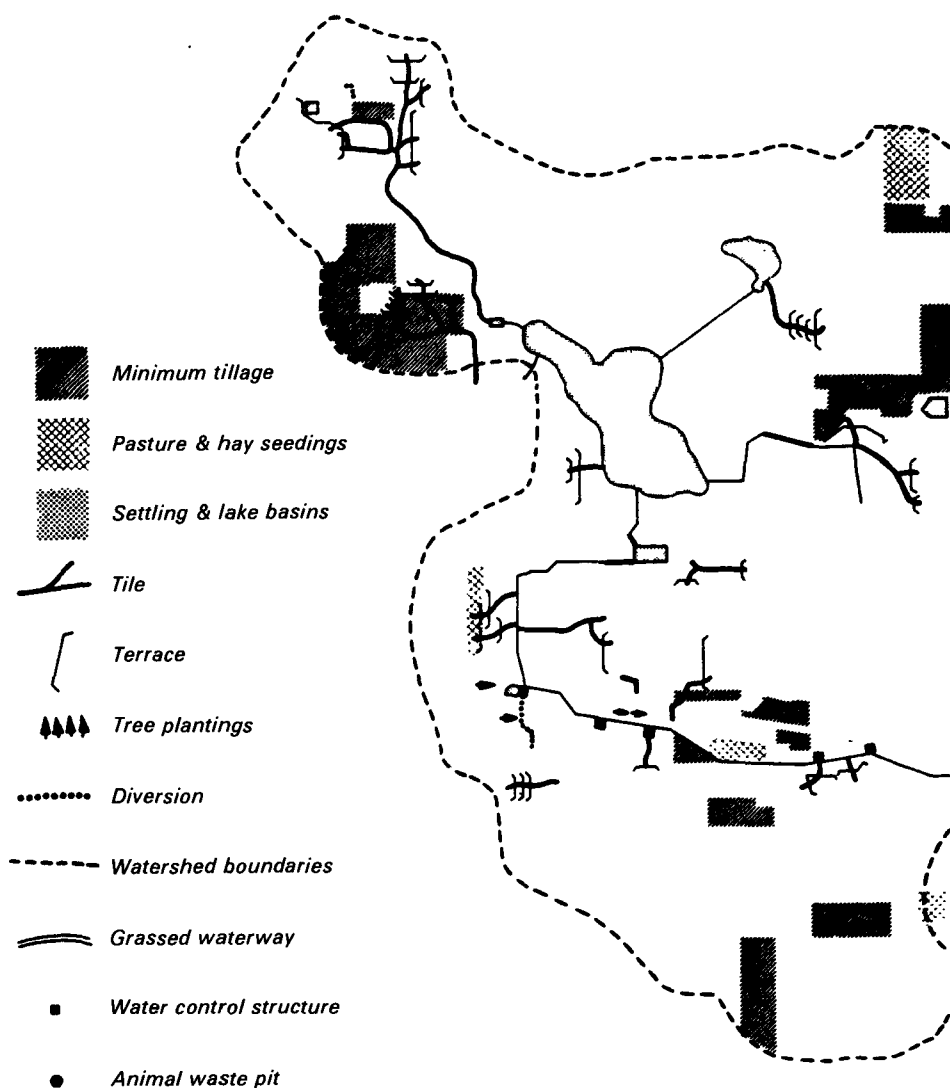 Minimum tillage
Pasture & hay seedings
Settling & lake basins
Tile
Terrace
Tree plantings
Diversion
Watershed boundaries
Grassed waterway
Water control structure
Animal waste pit